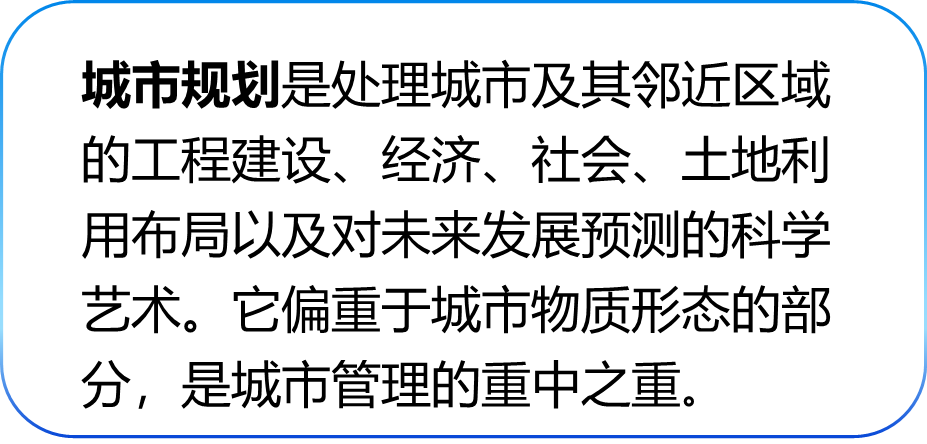 城市规划是处理城市及其邻近区域
的工程建设、经济、社会、土地利
用布局以及对未来发展预测的科学
艺术。它偏重于城市物质形态的部
分，是城市管理的重中之重。